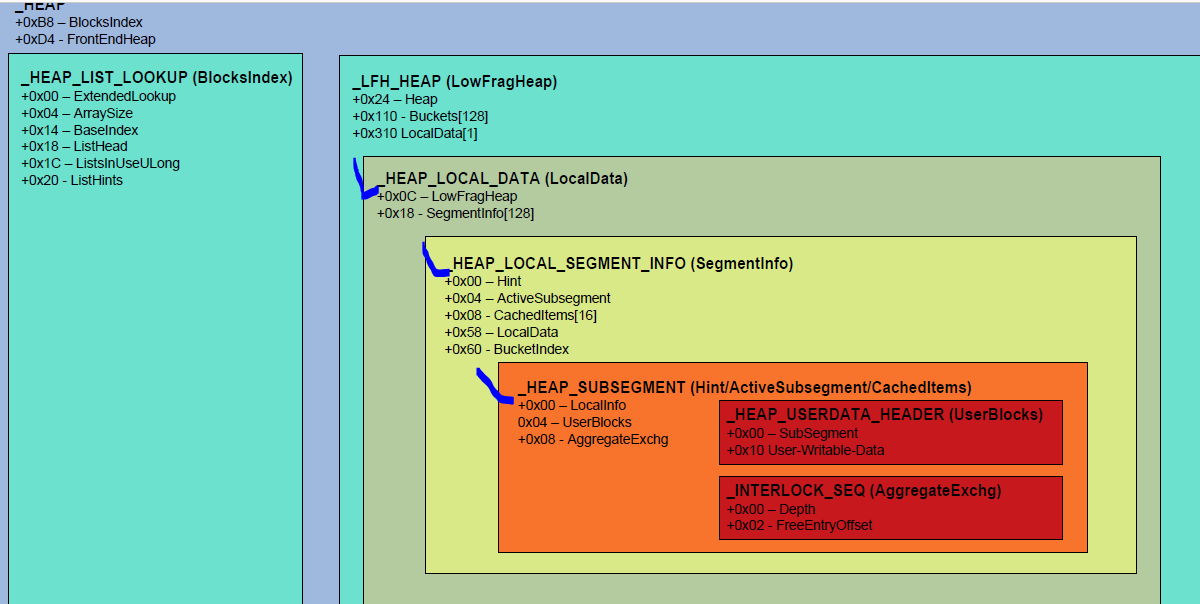 _HEAP
+0xB8 – BlocksIndex
+0xD4 - FrontEndHeap
_HEAP_LIST_LOOKUP (BlocksIndex)
+0x00 – ExtendedLookup
+0x04 – ArraySize
+0x14 – BaseIndex
+0x18 – ListHead
+0x1C – ListsInUseULong
+0x20 - ListHints
_LFH_HEAP (LowFragHeap)
+0x24 – Heap
+0x110 - Buckets[128]
+0x310 LocalData[1]
_HEAP_LOCAL_DATA (LocalData)
+0x0C – LowFragHeap
+0x18 - SegmentInfo[128]
_HEAP_LOCAL_SEGMENT_INFO (SegmentInfo)
+0x00 – Hint
+0x04 – ActiveSubsegment
+0x08 - CachedItems[16]
+0x58 – LocalData
+0x60 - BucketIndex
_HEAP_SUBSEGMENT (Hint/ActiveSubsegment/CachedItems)
+0x00 – LocalInfo
0x04 – UserBlocks
+0x08 - AggregateExchg
_HEAP_USERDATA_HEADER (UserBlocks)
+0x00 – SubSegment
+0x10 User-Writable-Data
_INTERLOCK_SEQ (AggregateExchg)
+0x00 – Depth
+0x02 - FreeEntryOffset